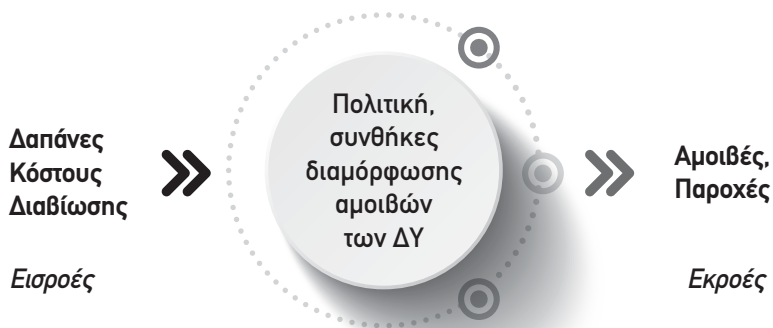 Δαπάνες
Κόστους
Διαβίωσης
Εισροές
Πολιτική,
συνθήκες
διαμόρφωσης
αμοιβών
των ΔΥ
Αμοιβές,
Παροχές
Εκροές